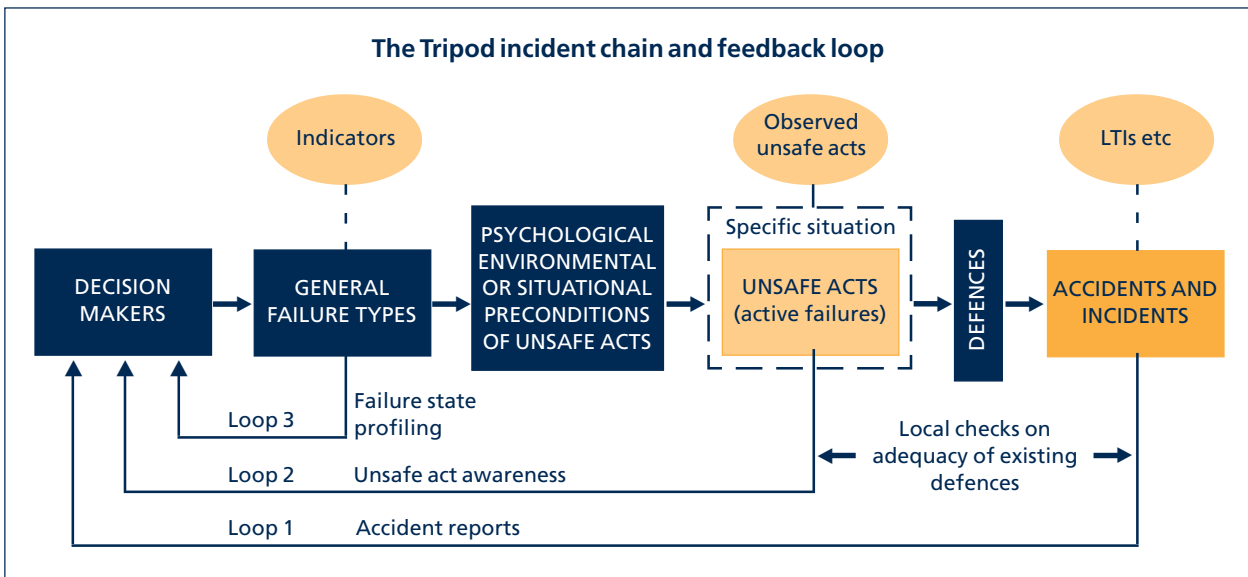 The Tripod incident chain and feedback loop
Indicators
Observed
unsafe acts
LTIs etc
DECISION
MAKERS
GENERAL
FAILURE TYPES
PSYCHOLOGICAL
ENVIRONMENTAL
OR SITUATIONAL
PRECONDITIONS
OF UNSAFE ACTS
Specific situation
UNSAFE ACTS
(active failures)
DEFENCES
ACCIDENTS AND
INCIDENTS
Loop 3
Failure state
profiling
Loop 2
Unsafe act awareness
Local checks on
adequacy of existing
defences
Loop 1
Accident reports